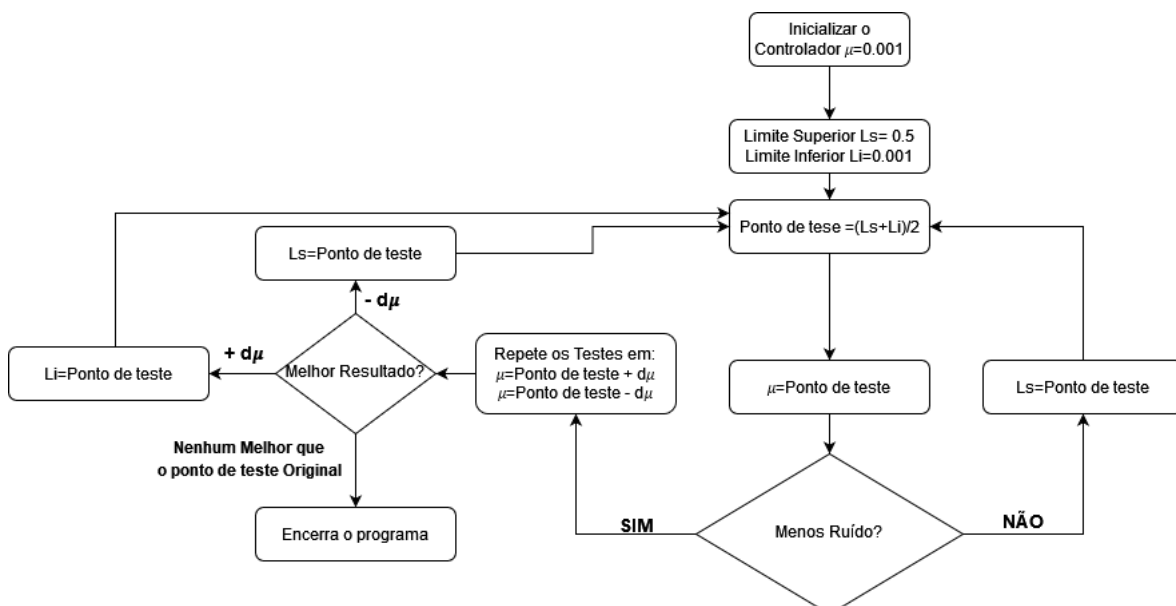 Inicializar o
Controlador μ=0.001
Limite Superior Ls= 0.5
Limite Inferior Li=0.001
Ponto de tese =(Ls+Li)/2
Ls=Ponto de teste
- dμ
Li=Ponto de teste
+ dμ
Melhor Resultado?
Repete os Testes em:
μ=Ponto de teste + dμ
μ=Ponto de teste - dμ
μ=Ponto de teste
Ls=Ponto de teste
Nenhum Melhor que
o ponto de teste Original
Encerra o programa
SIM
Menos Ruído?
NÃO